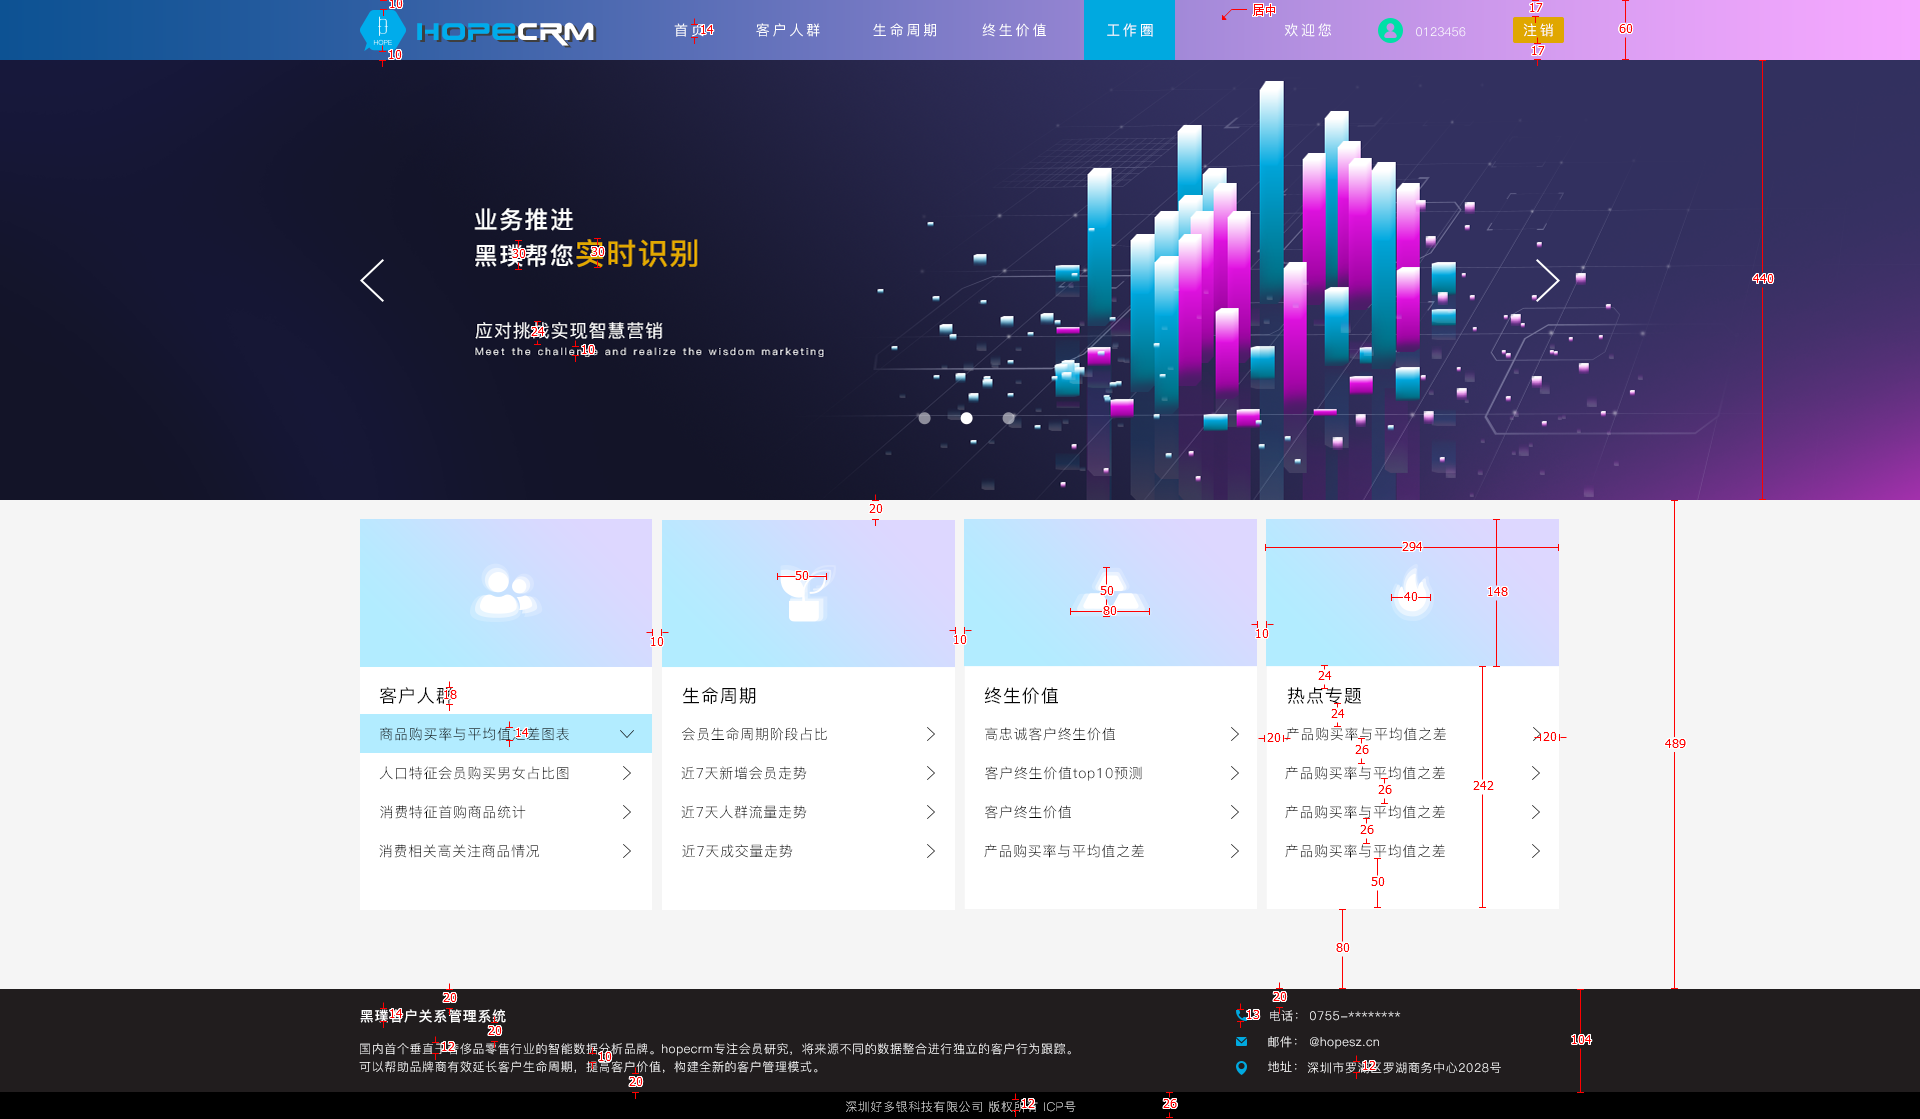 HOPE HOPECRM 首页 客户人群 生命周期 终生价值 工作圈 居中 欢迎您 0123456 注销
10
10
14
17
17
60
业务推进
黑璞帮您实时识别
30
30
440
应对挑战实现智慧营销
24
Meet the challenge and realize the wisdom marketing
10
20
294
50
50
80
40
148
10
10
10
客户人群
18
商品购买率与平均值之差图表
14
人口特征会员购买男女占比图
消费特征首购商品统计
消费相关高关注商品情况
生命周期
会员生命周期阶段占比
近7天新增会员走势
近7天人群流量走势
近7天成交量走势
终生价值
高忠诚客户终生价值
客户终生价值top10预测
客户终生价值
产品购买率与平均值之差
24
热点专题
24
产品购买率与平均值之差
20
20
26
产品购买率与平均值之差
26
产品购买率与平均值之差
26
产品购买率与平均值之差
50
242
489
80
20
黑璞客户关系管理系统
14
20
国内首个垂直于奢侈品零售行业的智能数据分析品牌。hopecrm专注会员研究，将来源不同的数据整合进行独立的客户行为跟踪。
12
10
可以帮助品牌商有效延长客户生命周期，提高客户价值，构建全新的客户管理模式。
20
20
13
电话： 0755-********
邮件： @hopesz.cn
地址： 深圳市罗湖区罗湖商务中心2028号
12
104
深圳好多银科技有限公司 版权所有 ICP号
12
26